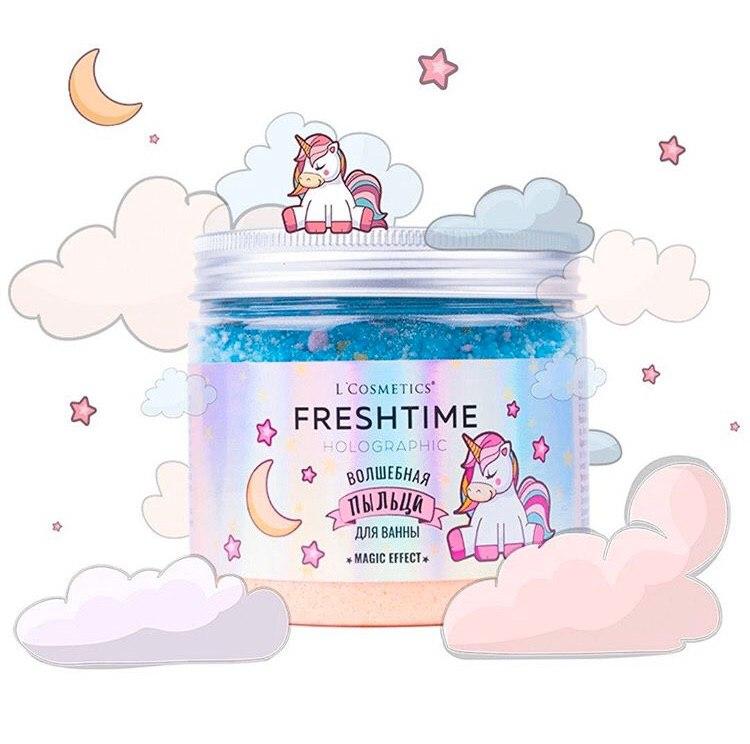 L'COSMETICS®
FRESHTIME
HOLOGRAPHIC
ВОЛШЕБНАЯ
ПЫЛЬЦА
ДЛЯ ВАННЫ
★ MAGIC EFFECT ★